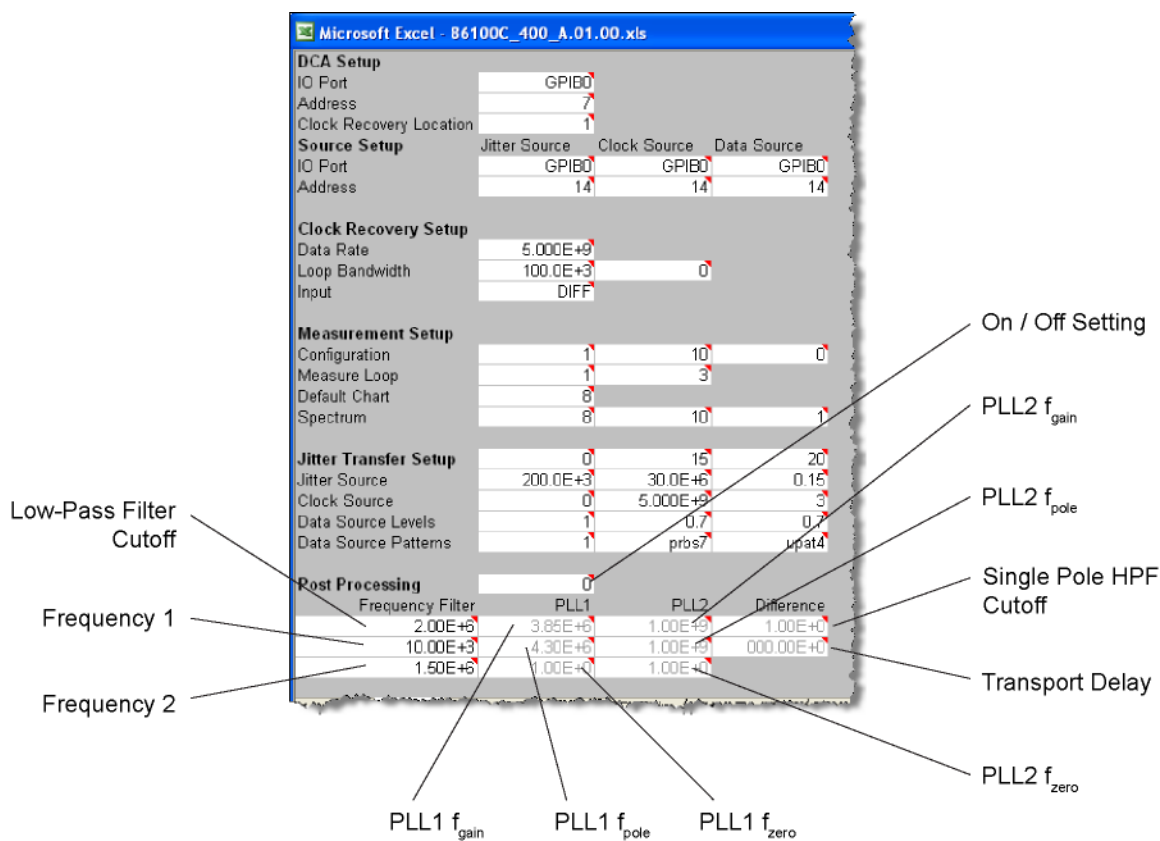 Microsoft Excel - 86100C_400_A.01.00.xls
DCA Setup
IO Port GPIB0
Address 7
Clock Recovery Location 1
Source Setup Jitter Source Clock Source Data Source
IO Port GPIB0 GPIB0 GPIB0
Address 14 14 14
Clock Recovery Setup
Data Rate 5.000E+9
Loop Bandwidth 100.0E+3 0
Input DIFF
Measurement Setup
Configuration 1 10 0
Measure Loop 1 3
Default Chart 8
Spectrum 8 10 1
Jitter Transfer Setup 0 15 20
Jitter Source 200.0E+3 30.0E+6 0.15
Clock Source 0 5.000E+9 3
Data Source Levels 1 0.7 0.7
Data Source Patterns 1 prbs7 upat4
Post Processing 0
Frequency Filter PLL1 PLL2 Difference
2.00E+6 3.85E+6 1.00E+9 1.00E+0
10.00E+3 4.30E+6 1.00E+9 000.00E+0
1.50E+6 1.00E+0 1.00E+0
Low-Pass Filter
Cutoff
Frequency 1
Frequency 2
On / Off Setting
PLL2 fgain
PLL2 fpole
Single Pole HPF
Cutoff
Transport Delay
PLL2 fzero
PLL1 fgain PLL1 fpole PLL1 fzero